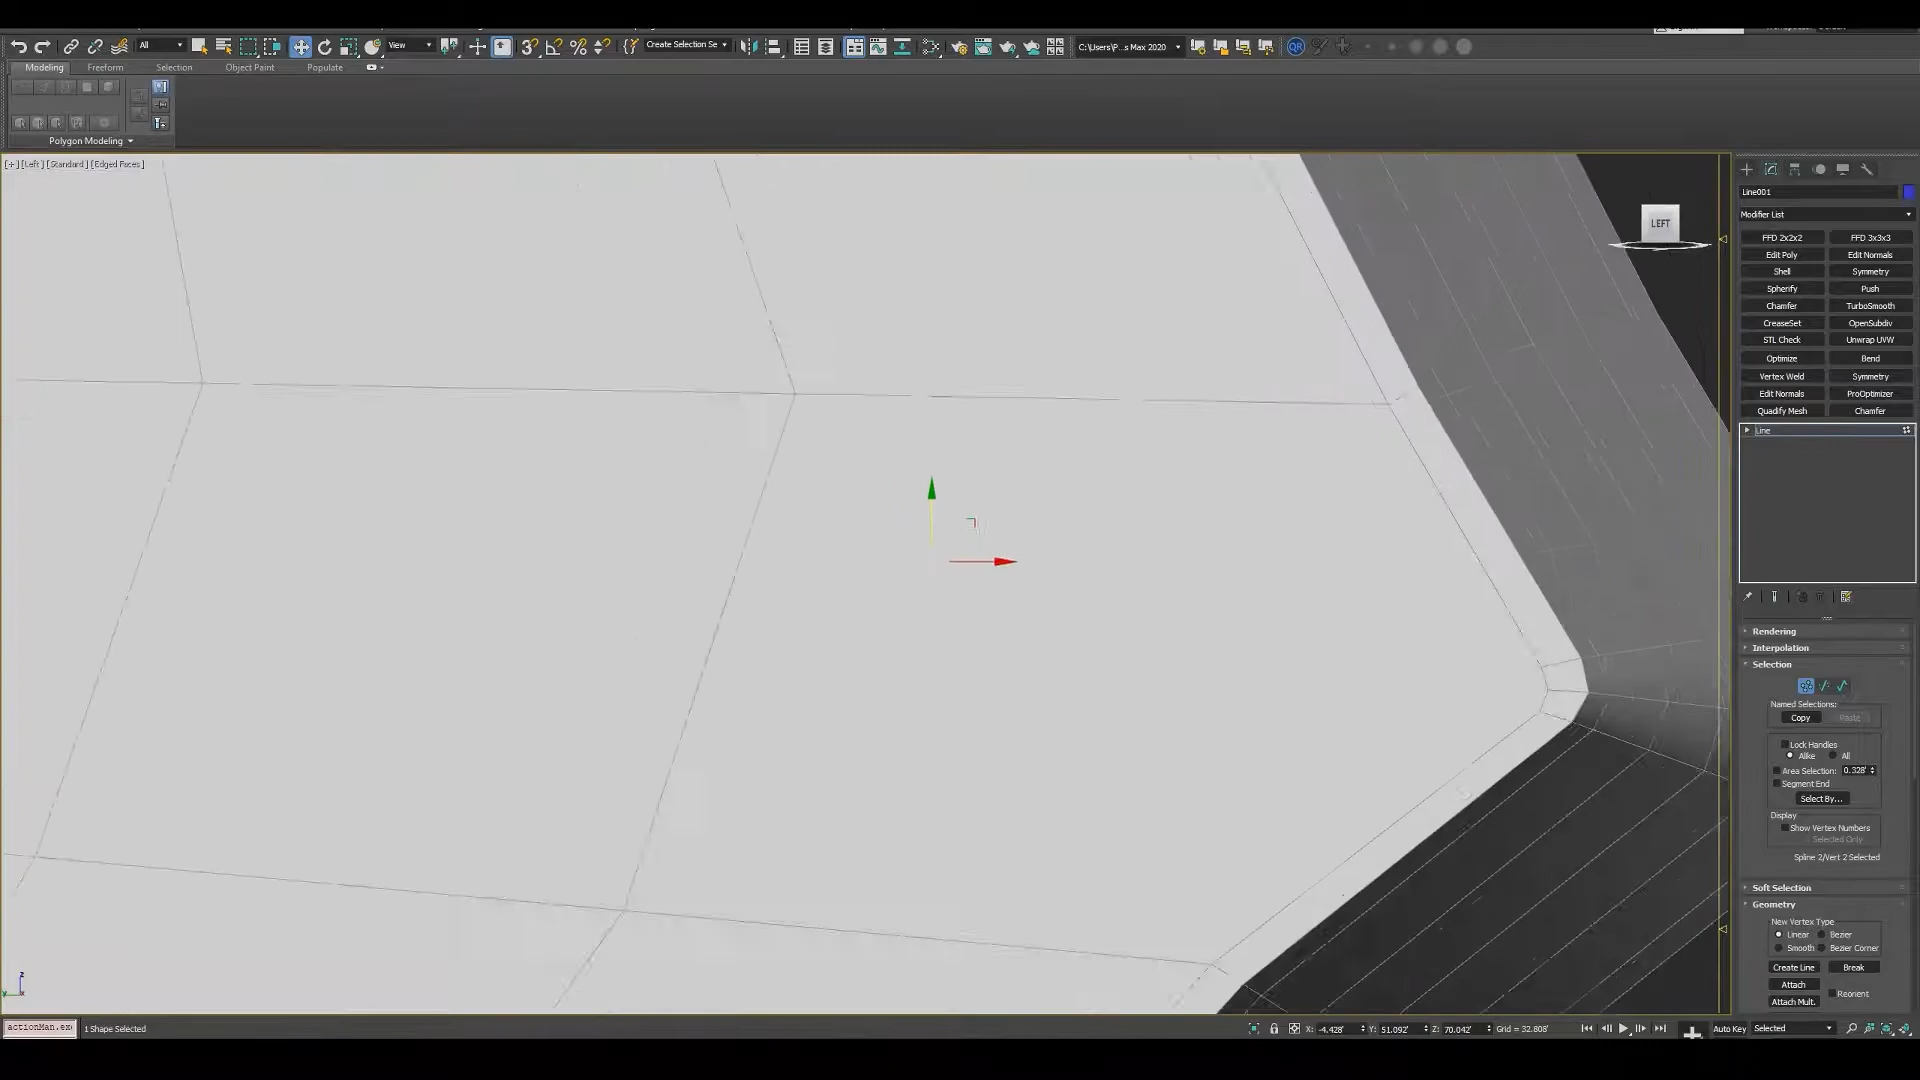 All
View
Create Selection Se
C:\Users\P...s Max 2020
Modeling
Freeform
Selection
Object Paint
Populate
Polygon Modeling
[+] [Left] [Standard] [Edged Faces]
LEFT
Line001
Modifier List
FFD 2x2x2
FFD 3x3x3
Edit Poly
Edit Normals
Shell
Symmetry
Spherify
Push
Chamfer
TurboSmooth
CreaseSet
OpenSubdiv
STL Check
Unwrap UVW
Optimize
Bend
Vertex Weld
Symmetry
Edit Normals
ProOptimizer
Quadify Mesh
Chamfer
Line
Rendering
Interpolation
Selection
Named Selections:
Copy
Paste
Lock Handles
Alike
All
Area Selection: 0.328'
Segment End
Select By...
Display
Show Vertex Numbers
Selected Only
Spline 2/Vert 2 Selected
Soft Selection
Geometry
New Vertex Type
Linear
Bezier
Smooth
Bezier Corner
Create Line
Break
Attach
Reorient
Attach Mult.
z
y
x
actionMan.exe
1 Shape Selected
X: -4.428'
Y: 51.092'
Z: 70.042'
Grid = 32.808'
Auto Key
Selected